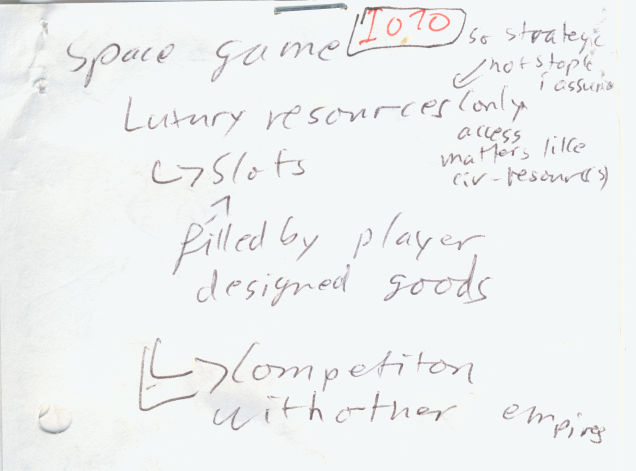 Space game
IO10
so strategic
not staple
i assume
Luxury resources (only
access
matters like
civ-resources)
Slots
filled by player
designed goods
Competiton
with other empires